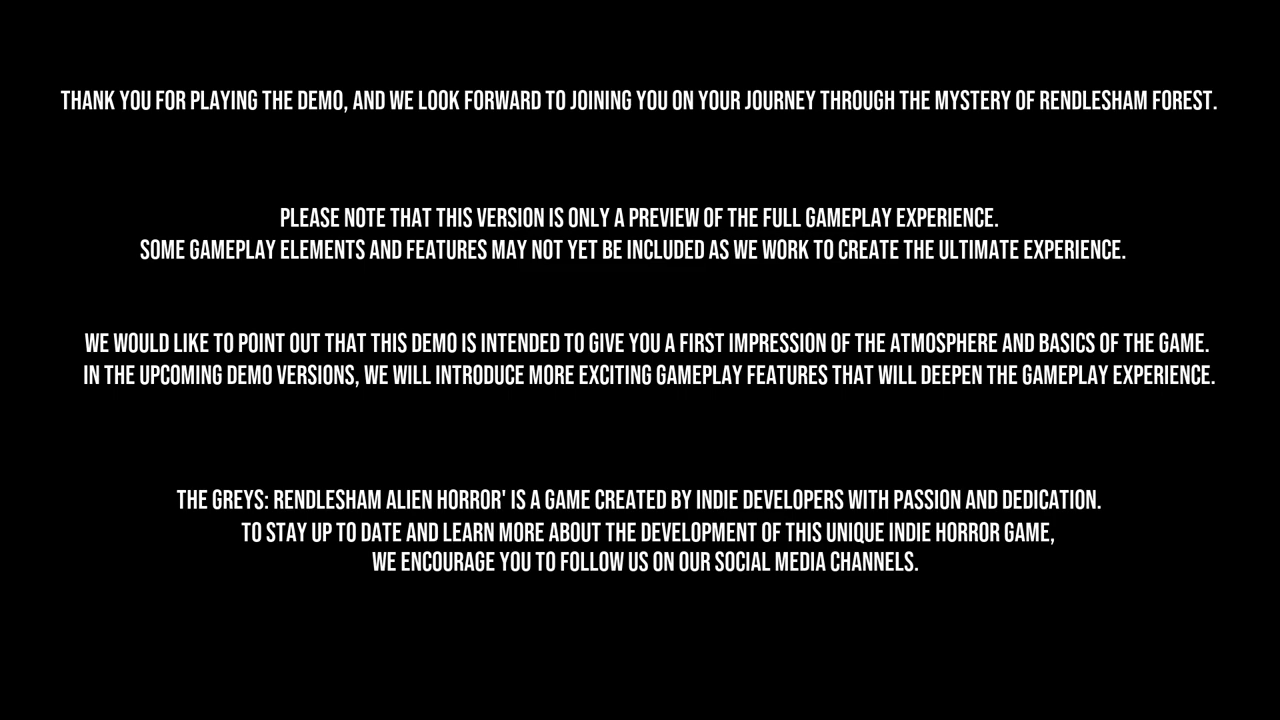 THANK YOU FOR PLAYING THE DEMO, AND WE LOOK FORWARD TO JOINING YOU ON YOUR JOURNEY THROUGH THE MYSTERY OF RENDLESHAM FOREST.
PLEASE NOTE THAT THIS VERSION IS ONLY A PREVIEW OF THE FULL GAMEPLAY EXPERIENCE.
SOME GAMEPLAY ELEMENTS AND FEATURES MAY NOT YET BE INCLUDED AS WE WORK TO CREATE THE ULTIMATE EXPERIENCE.
WE WOULD LIKE TO POINT OUT THAT THIS DEMO IS INTENDED TO GIVE YOU A FIRST IMPRESSION OF THE ATMOSPHERE AND BASICS OF THE GAME.
IN THE UPCOMING DEMO VERSIONS, WE WILL INTRODUCE MORE EXCITING GAMEPLAY FEATURES THAT WILL DEEPEN THE GAMEPLAY EXPERIENCE.
THE GREYS: RENDLESHAM ALIEN HORROR' IS A GAME CREATED BY INDIE DEVELOPERS WITH PASSION AND DEDICATION.
TO STAY UP TO DATE AND LEARN MORE ABOUT THE DEVELOPMENT OF THIS UNIQUE INDIE HORROR GAME,
WE ENCOURAGE YOU TO FOLLOW US ON OUR SOCIAL MEDIA CHANNELS.